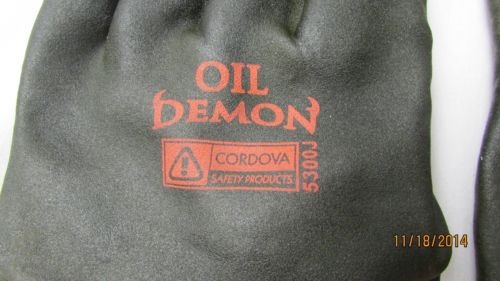 OIL
DEMON
CORDOVA
SAFETY PRODUCTS
5300J
11/18/2014